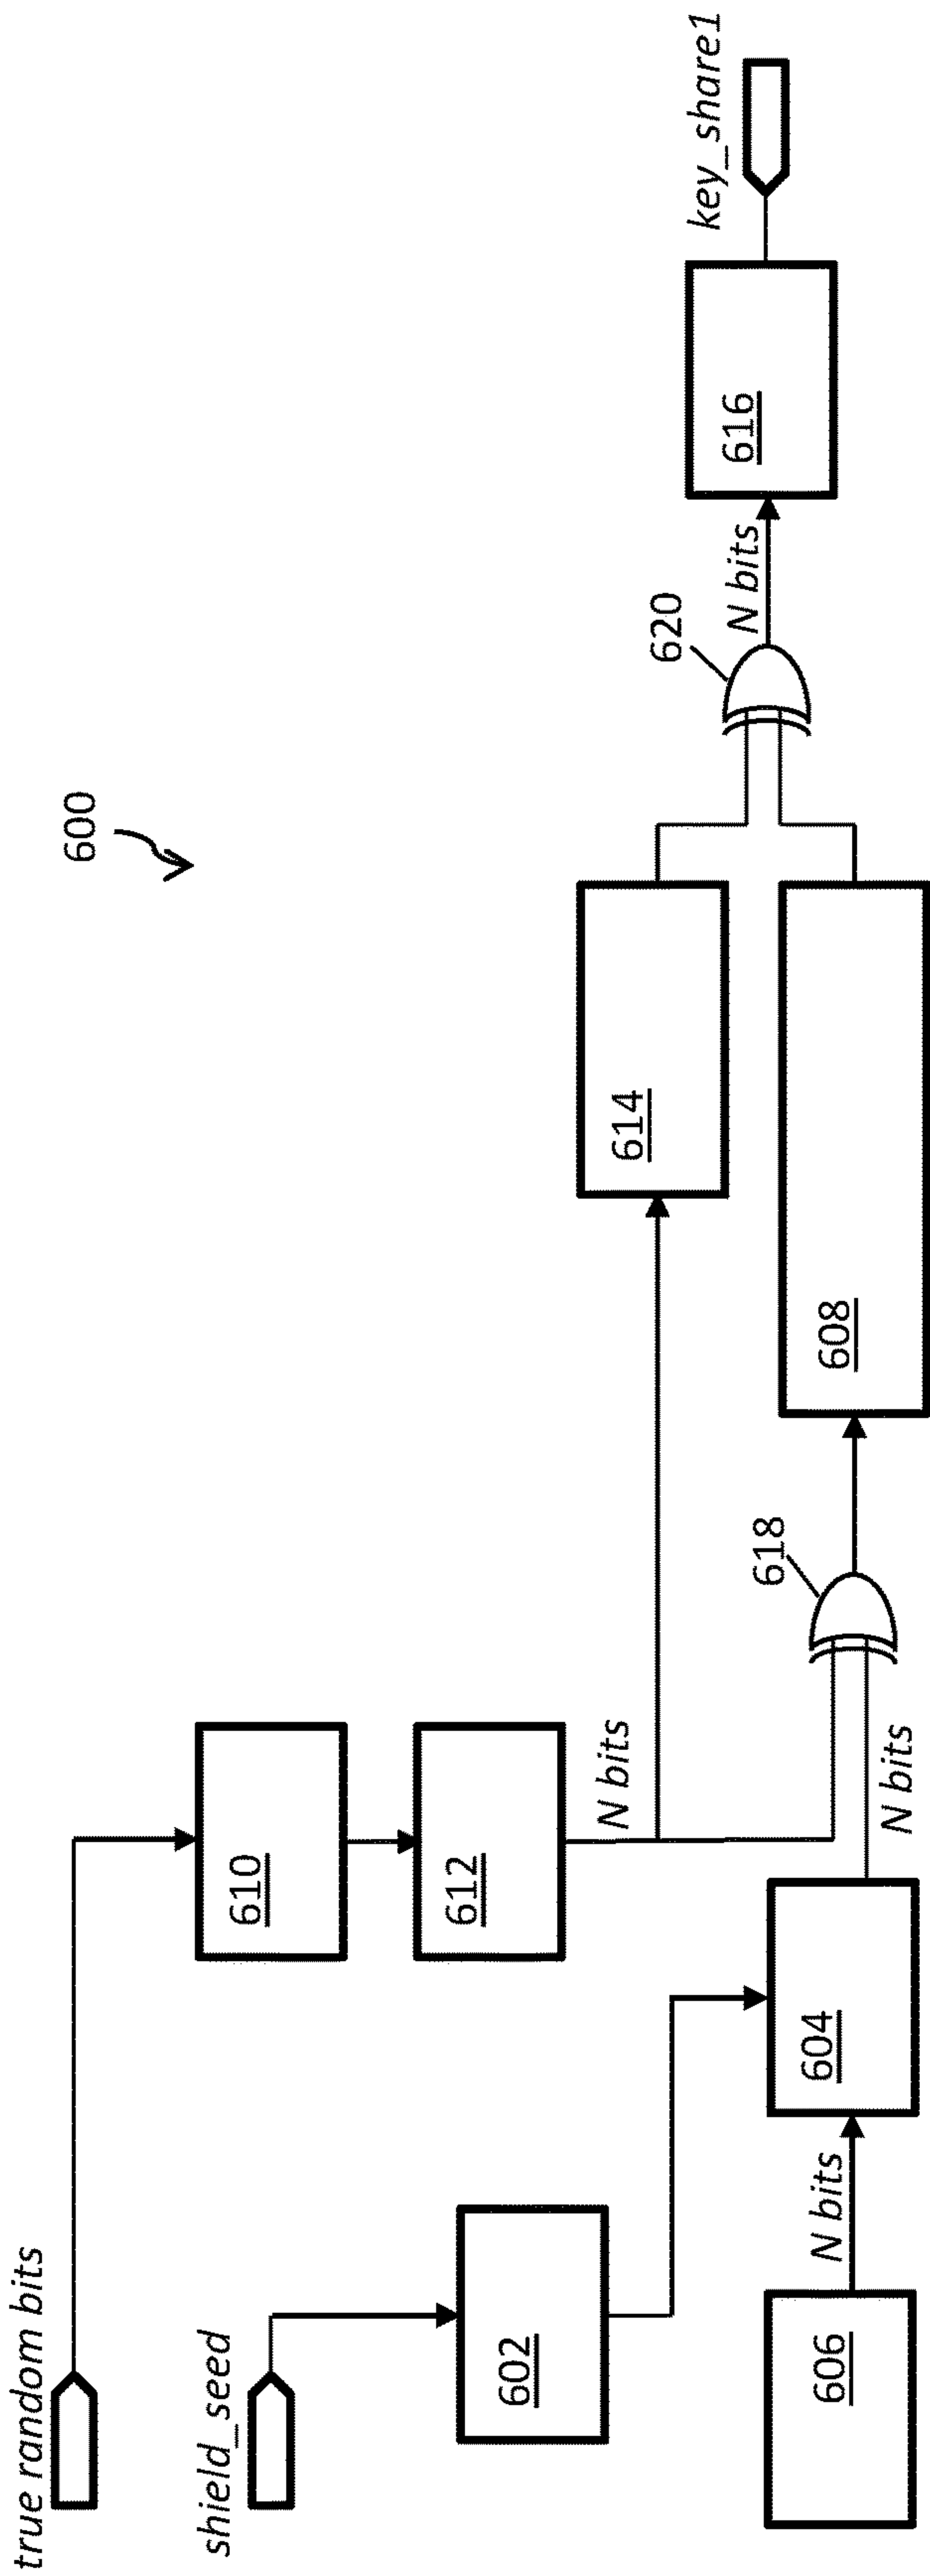 600
true random bits
610
shield_seed
612
602
N bits
614
620
key_share1
N bits
616
618
606
N bits
604
N bits
608